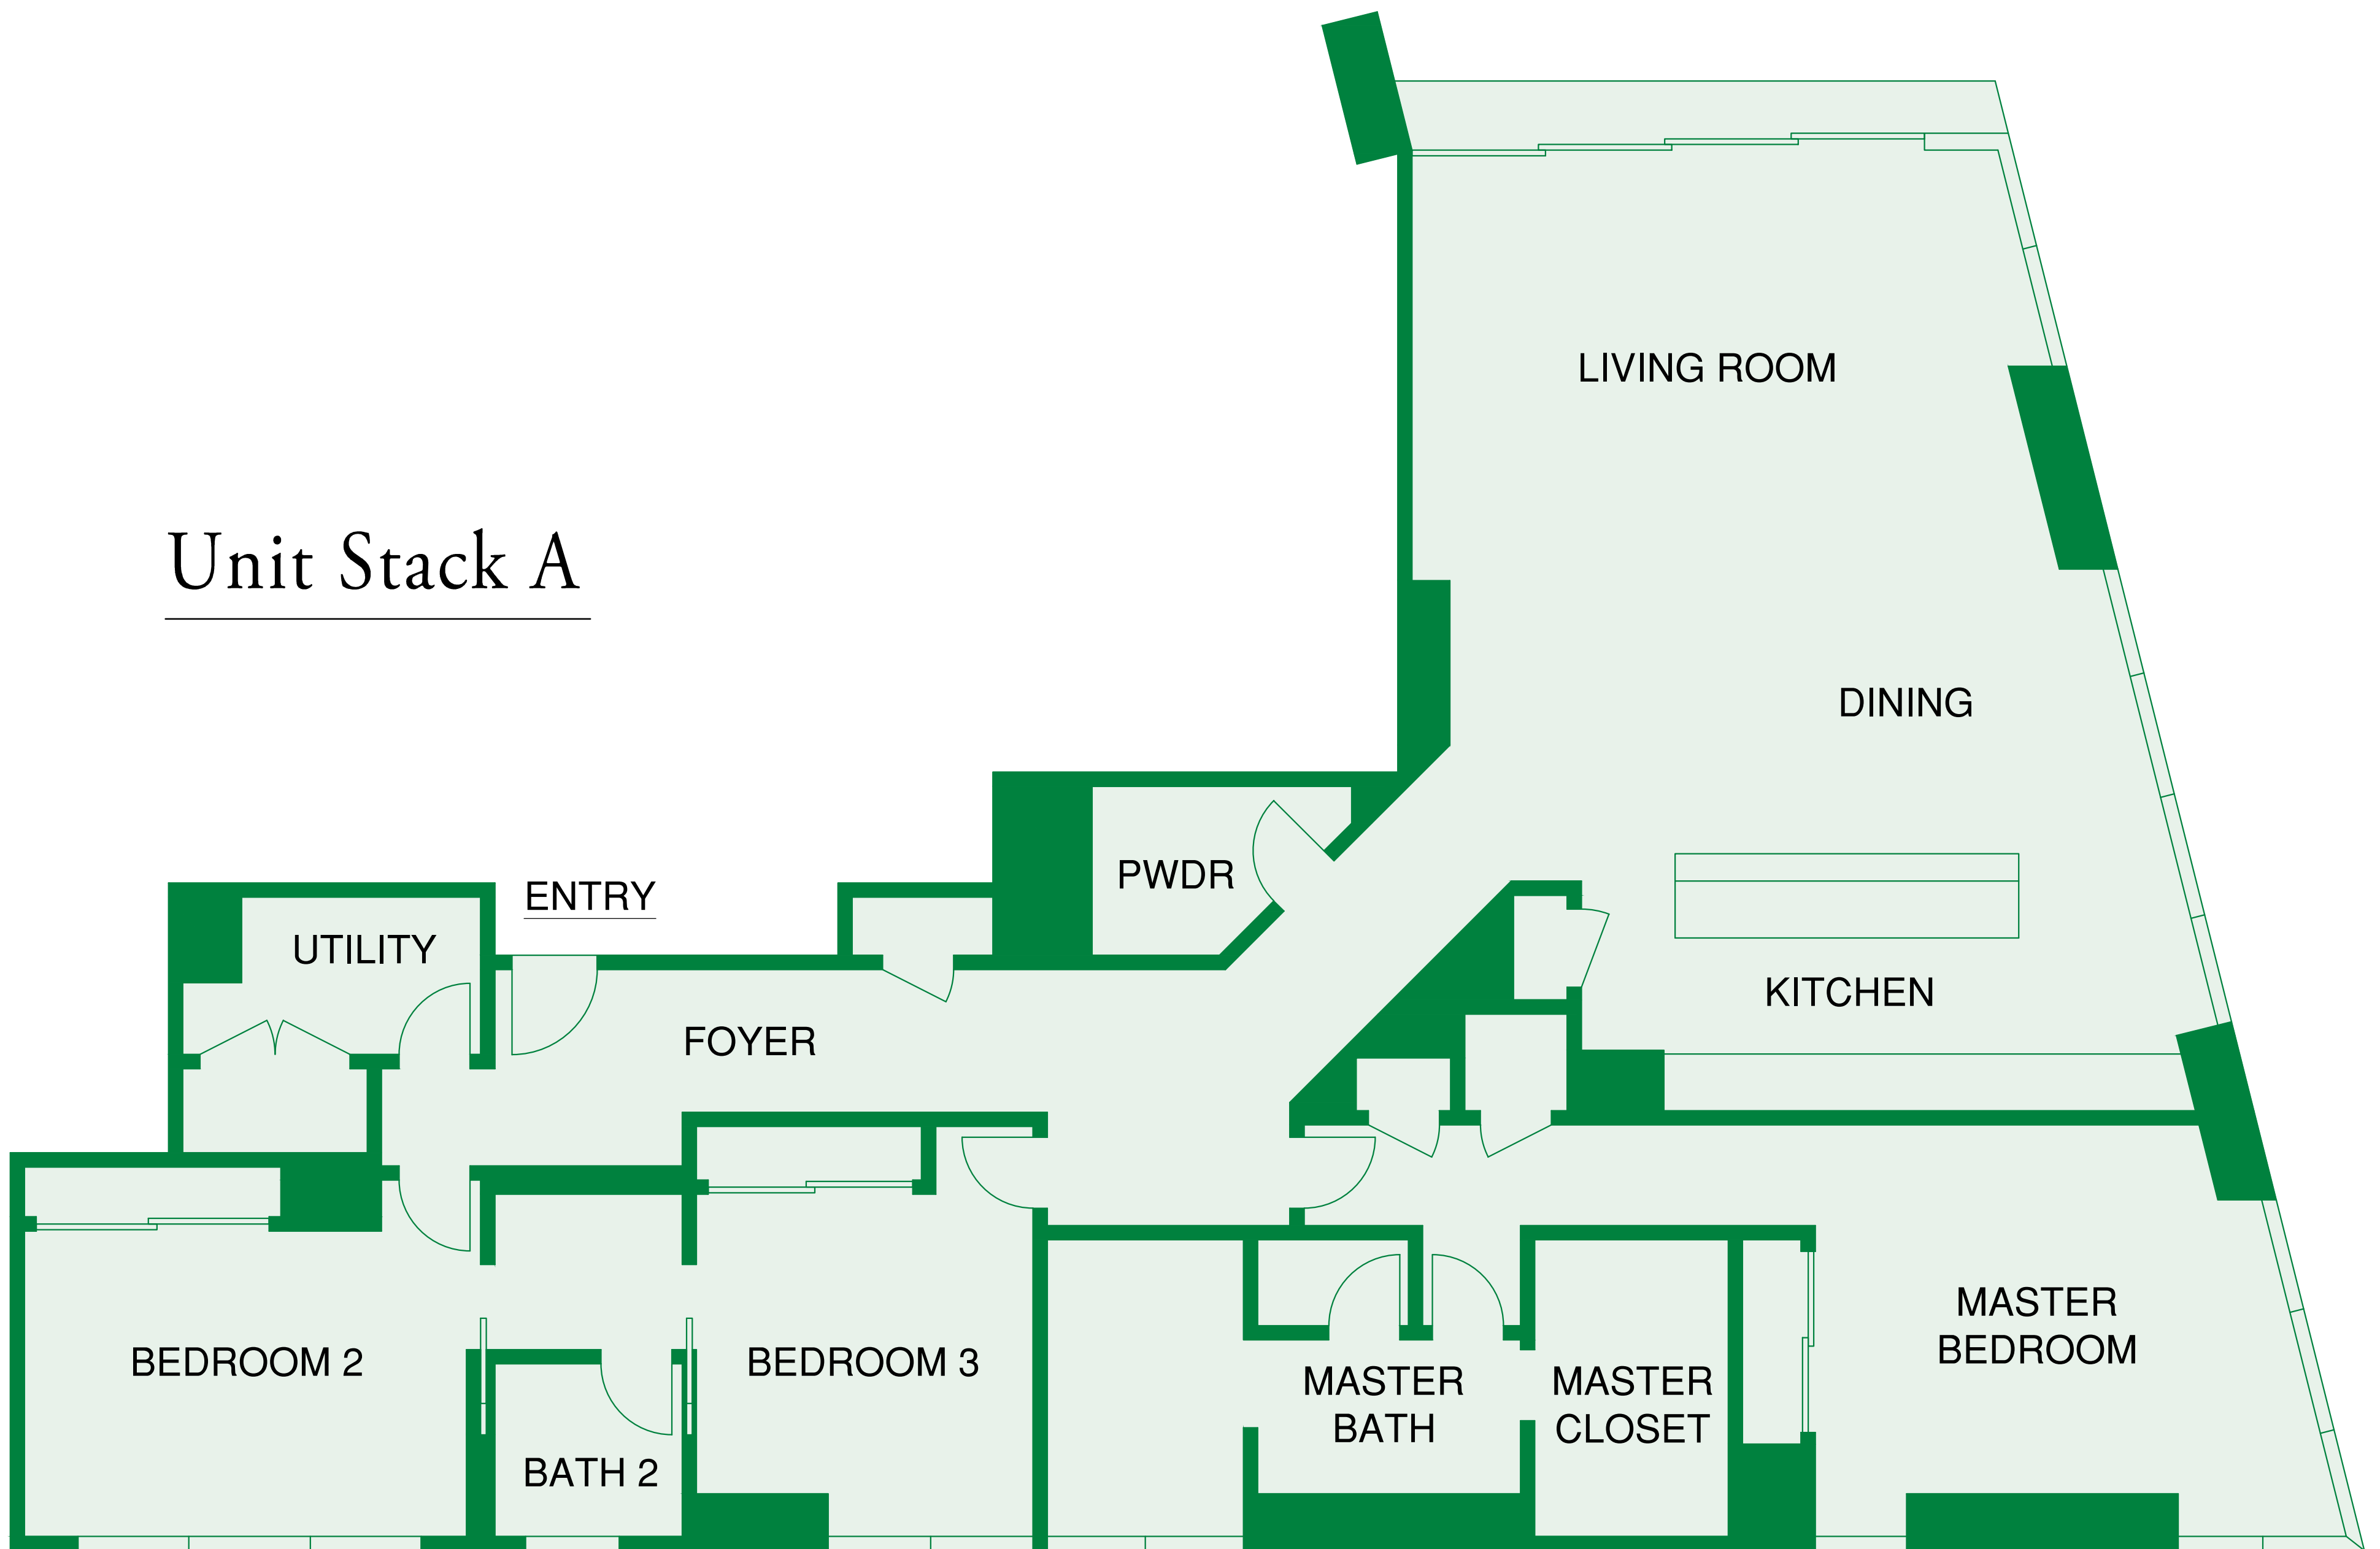 LIVING ROOM
Unit Stack A
DINING
PWDR
ENTRY
UTILITY
KITCHEN
FOYER
MASTER
BEDROOM
BEDROOM 2
BEDROOM 3
MASTER
BATH
MASTER
CLOSET
BATH 2